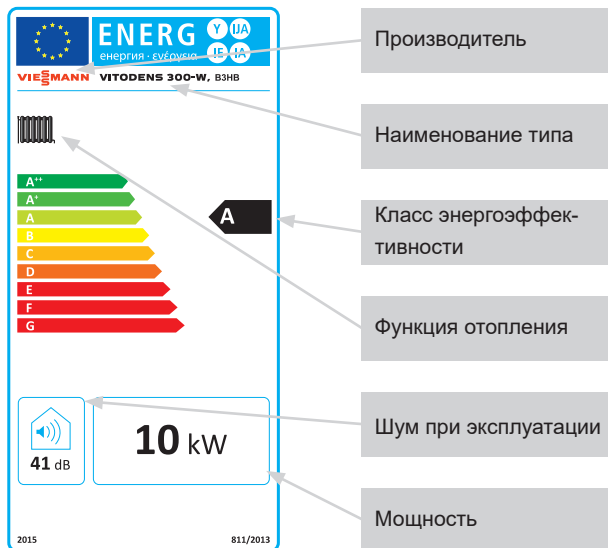 ENERG
енергия · ενέργεια
Y IJA
IE IA
VIESSMANN VITODENS 300-W, B3HB
A++
A+
A
B
C
D
E
F
G
A
41 dB
10 kW
2015
811/2013
Производитель
Наименование типа
Класс энергоэффек-
тивности
Функция отопления
Шум при эксплуатации
Мощность